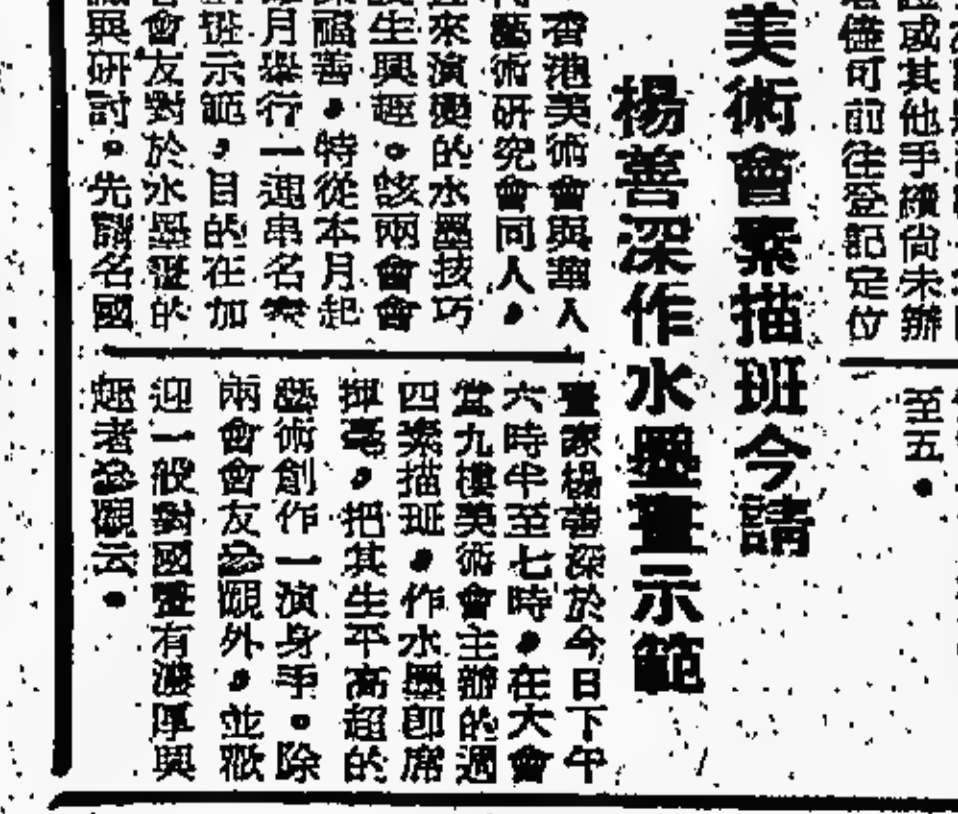 儘可前往登記定位
或其他手續尚未辦
至五。
美術會素描班今請
楊善深作水墨畫示範
香港美術會與華人
藝術研究會同人，
來演變的水墨技巧
生興趣。該兩會會
福善，特從本月起
月舉行一連串名家
班示範，目的在加
會友對於水墨畫的
識與研討。先請名國
畫家楊善深於今日下午
六時半至七時，在大會
堂九樓美術會主辦的週
四素描班，作水墨即席
揮毫，把其生平高超的
藝術創作一演身手。除
兩會會友參觀外，並歡
迎一般對國畫有濃厚興
趣者參觀云。